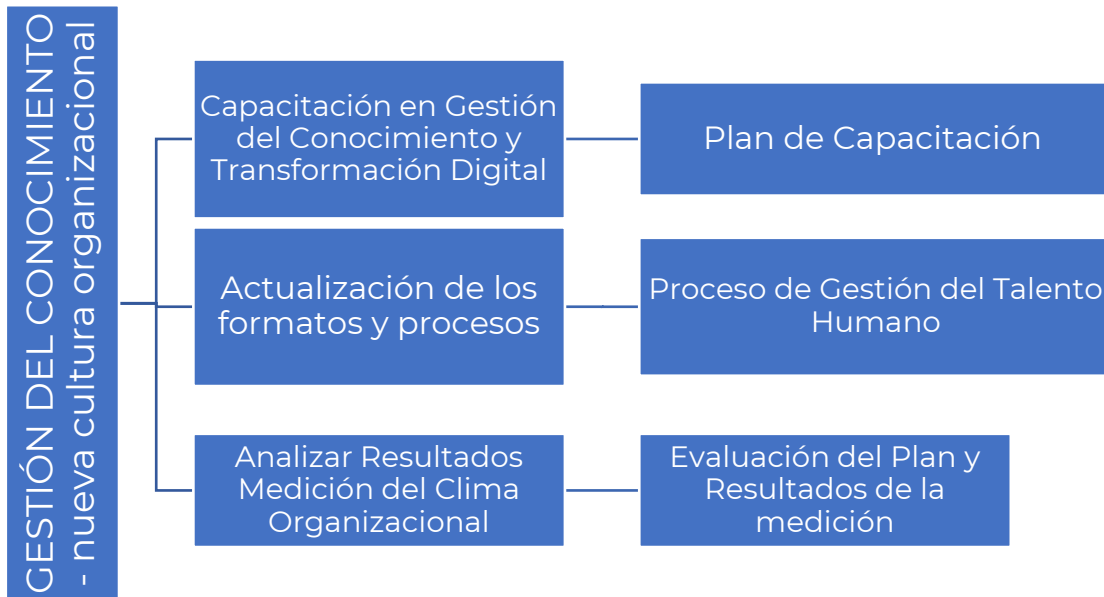 GESTIÓN DEL CONOCIMIENTO
- nueva cultura organizacional
Capacitación en Gestión
del Conocimiento y
Transformación Digital
Plan de Capacitación
Actualización de los
formatos y procesos
Proceso de Gestión del Talento
Humano
Analizar Resultados
Medición del Clima
Organizacional
Evaluación del Plan y
Resultados de la
medición